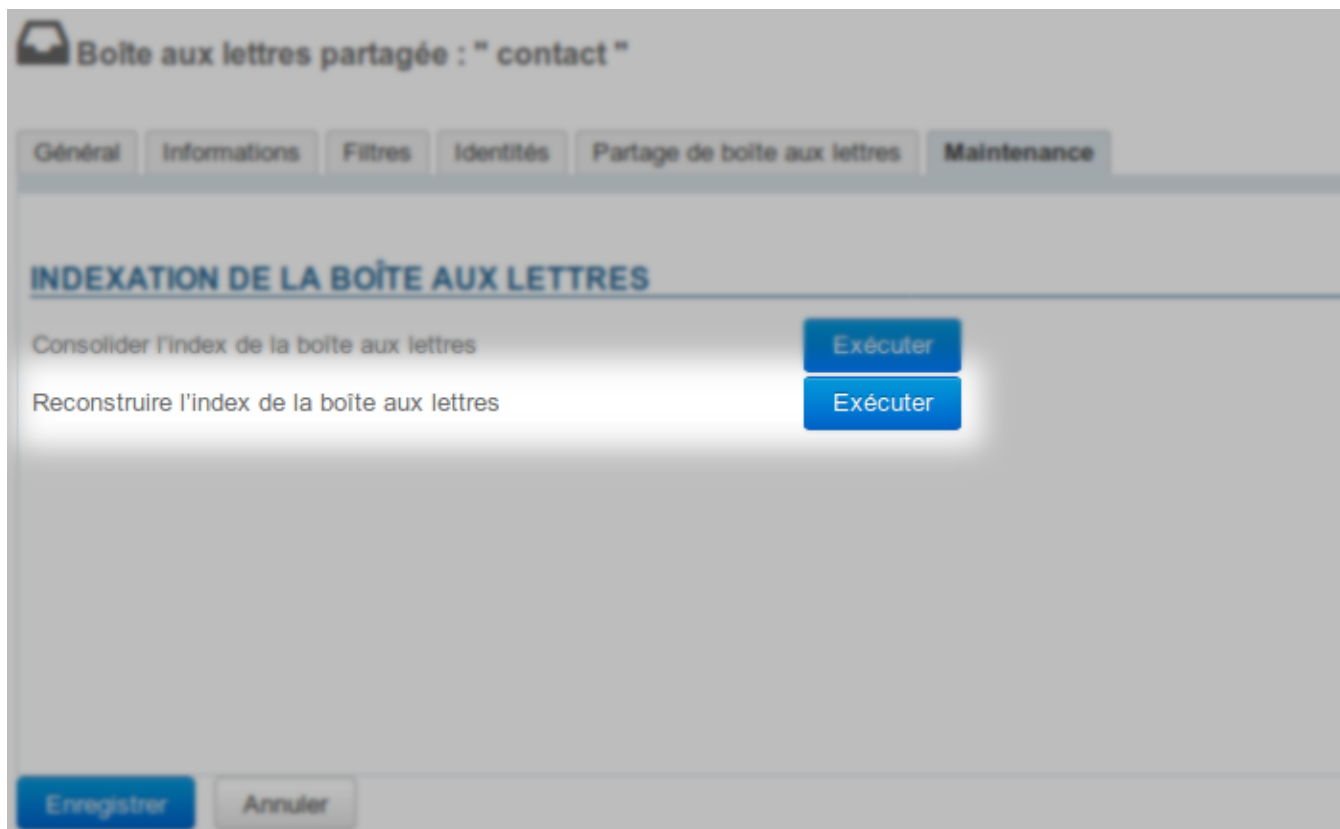 Boîte aux lettres partagée : " contact "
Général Informations Filtres Identités Partage de boîte aux lettres Maintenance
INDEXATION DE LA BOÎTE AUX LETTRES
Consolider l'index de la boîte aux lettres Exécuter
Reconstruire l'index de la boîte aux lettres Exécuter
Enregistrer Annuler